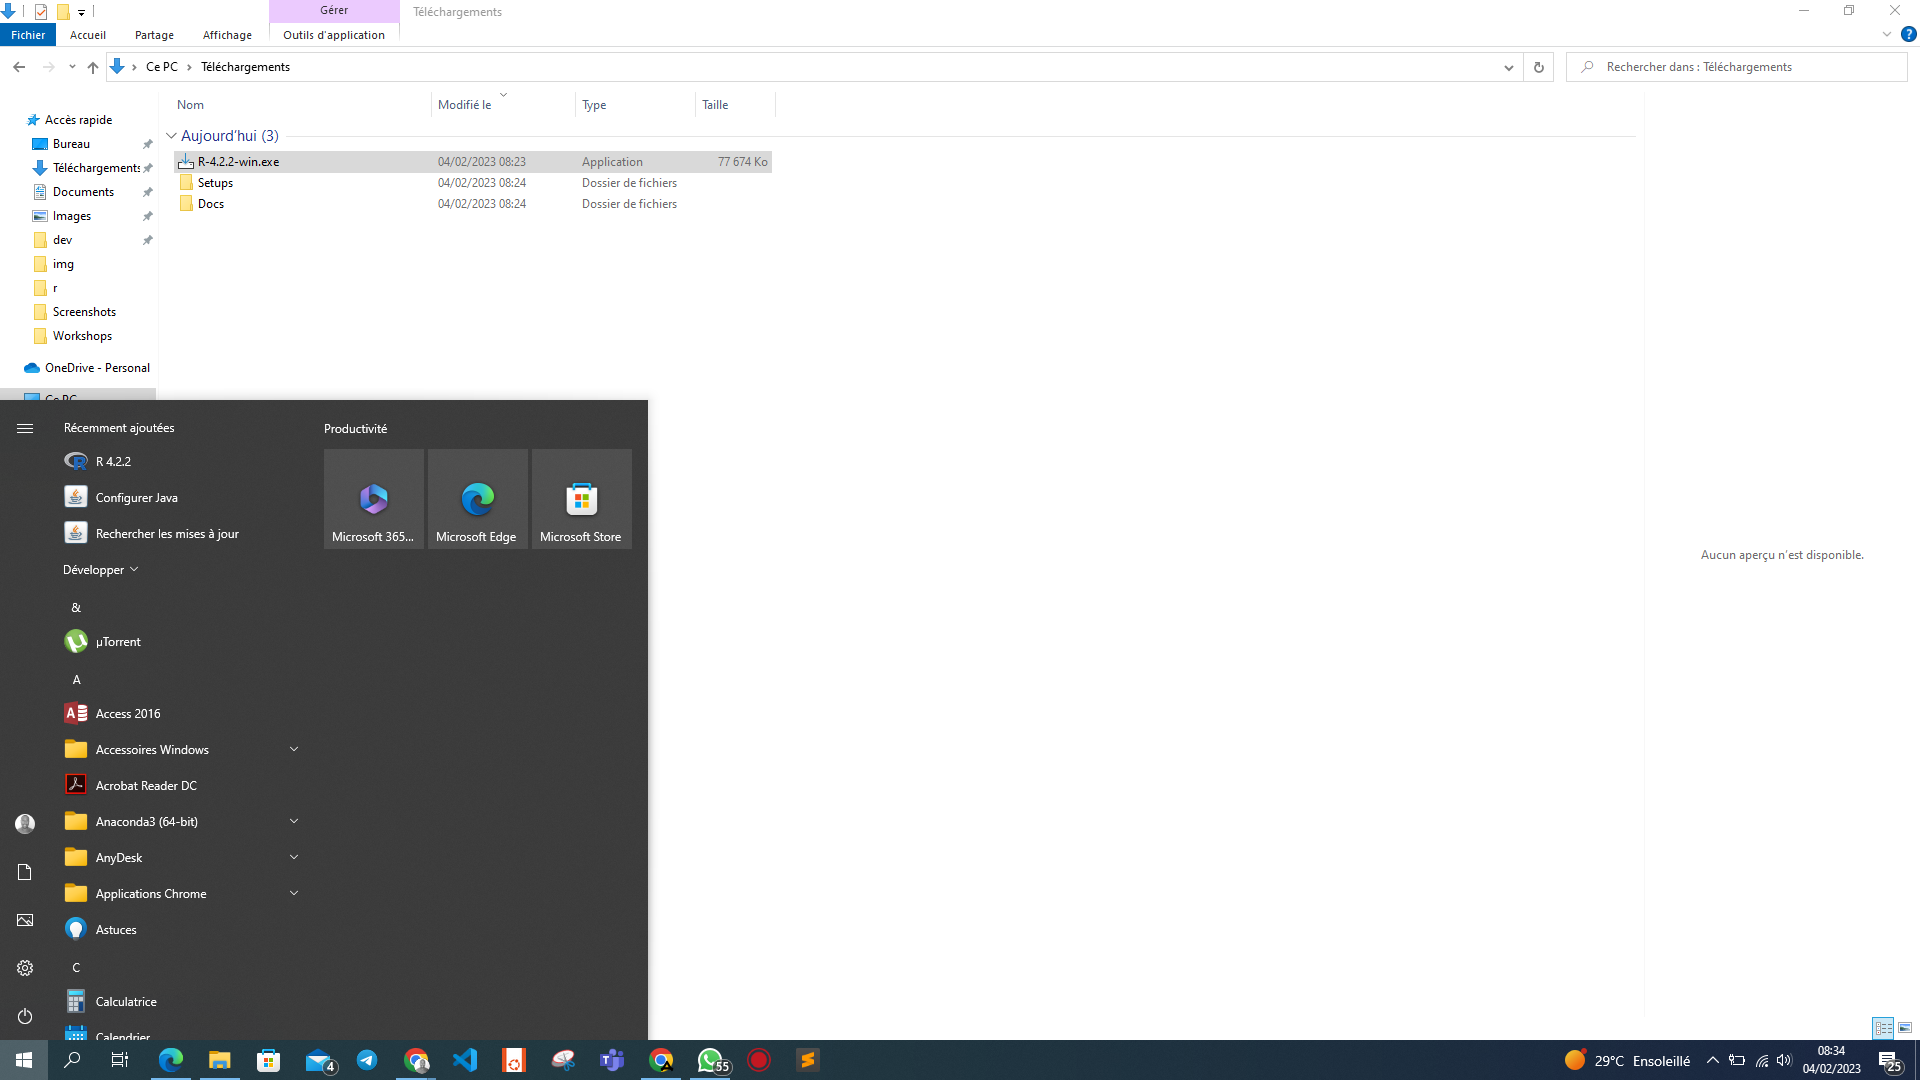 Gérer
Téléchargements
Fichier
Accueil
Partage
Affichage
Outils d'application
Ce PC
Téléchargements
Rechercher dans : Téléchargements
Nom
Modifié le
Type
Taille
Aujourd'hui (3)
R-4.2.2-win.exe 04/02/2023 08:23 Application 77 674 Ko
Setups 04/02/2023 08:24 Dossier de fichiers
Docs 04/02/2023 08:24 Dossier de fichiers
Accès rapide
Bureau
Téléchargements
Documents
Images
dev
img
r
Screenshots
Workshops
OneDrive - Personal
Ce PC
Aucun aperçu n'est disponible.
Récemment ajoutées
R 4.2.2
Configurer Java
Rechercher les mises à jour
Développer
&
µTorrent
A
Access 2016
Accessoires Windows
Acrobat Reader DC
Anaconda3 (64-bit)
AnyDesk
Applications Chrome
Astuces
C
Calculatrice
Calendrier
Productivité
Microsoft 365...
Microsoft Edge
Microsoft Store
4
55
29°C Ensoleillé
08:34
04/02/2023
25